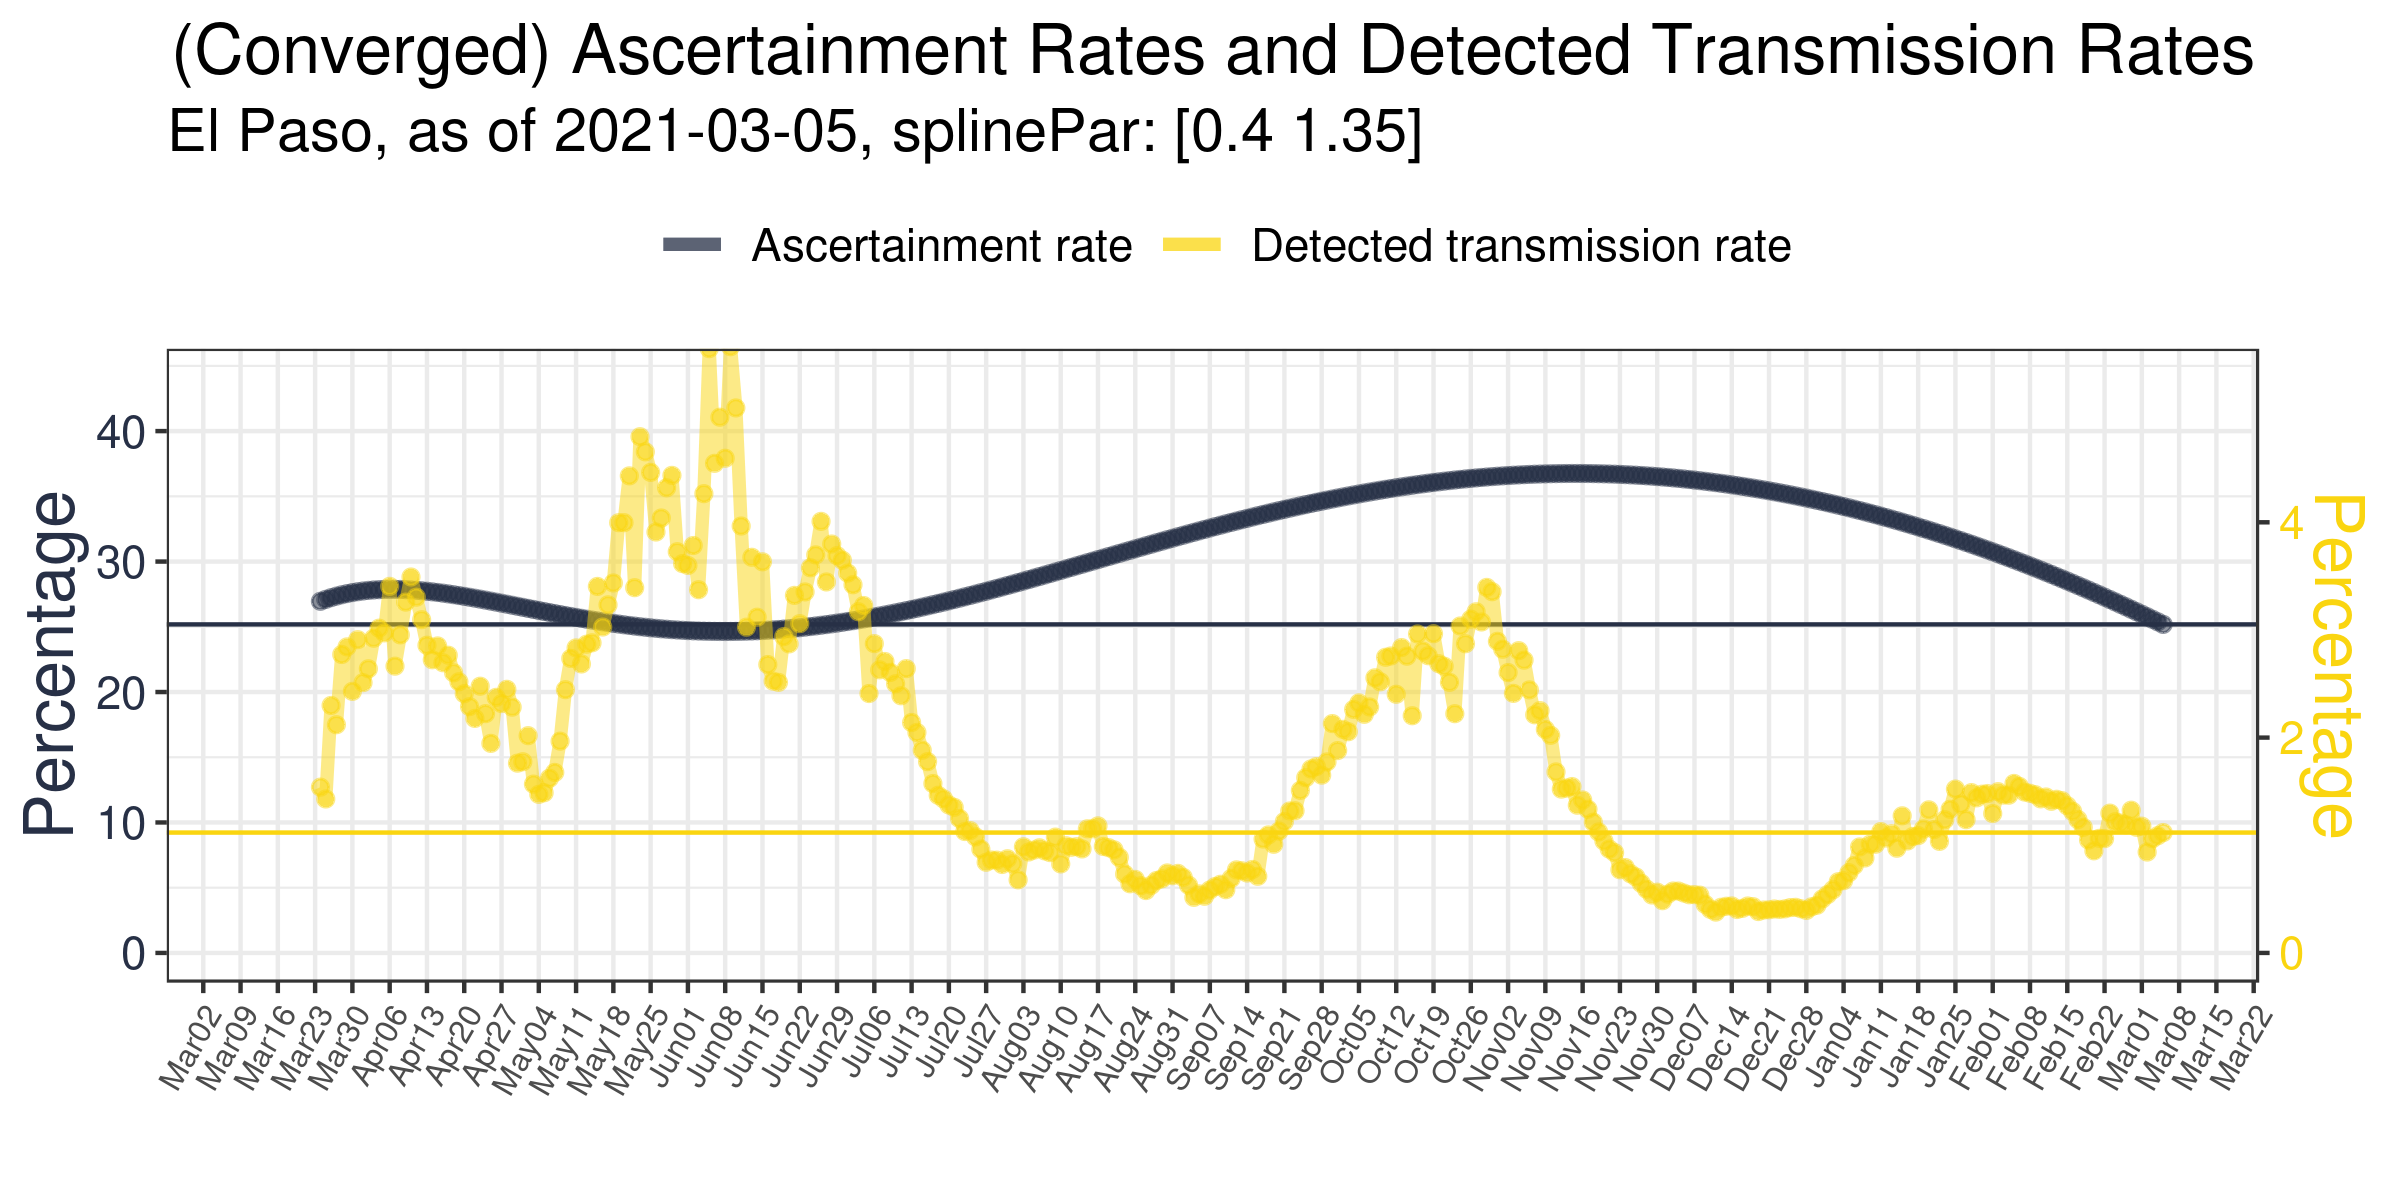 (Converged) Ascertainment Rates and Detected Transmission Rates
El Paso, as of 2021-03-05, splinePar: [0.4 1.35]
Ascertainment rate
Detected transmission rate
Percentage
40
30
20
10
0
4
2
0
Percentage
Mar02
Mar09
Mar16
Mar23
Mar30
Apr06
Apr13
Apr20
Apr27
May04
May11
May18
May25
Jun01
Jun08
Jun15
Jun22
Jun29
Jul06
Jul13
Jul20
Jul27
Aug03
Aug10
Aug17
Aug24
Aug31
Sep07
Sep14
Sep21
Sep28
Oct05
Oct12
Oct19
Oct26
Nov02
Nov09
Nov16
Nov23
Nov30
Dec07
Dec14
Dec21
Dec28
Jan04
Jan11
Jan18
Jan25
Feb01
Feb08
Feb15
Feb22
Mar01
Mar08
Mar15
Mar22